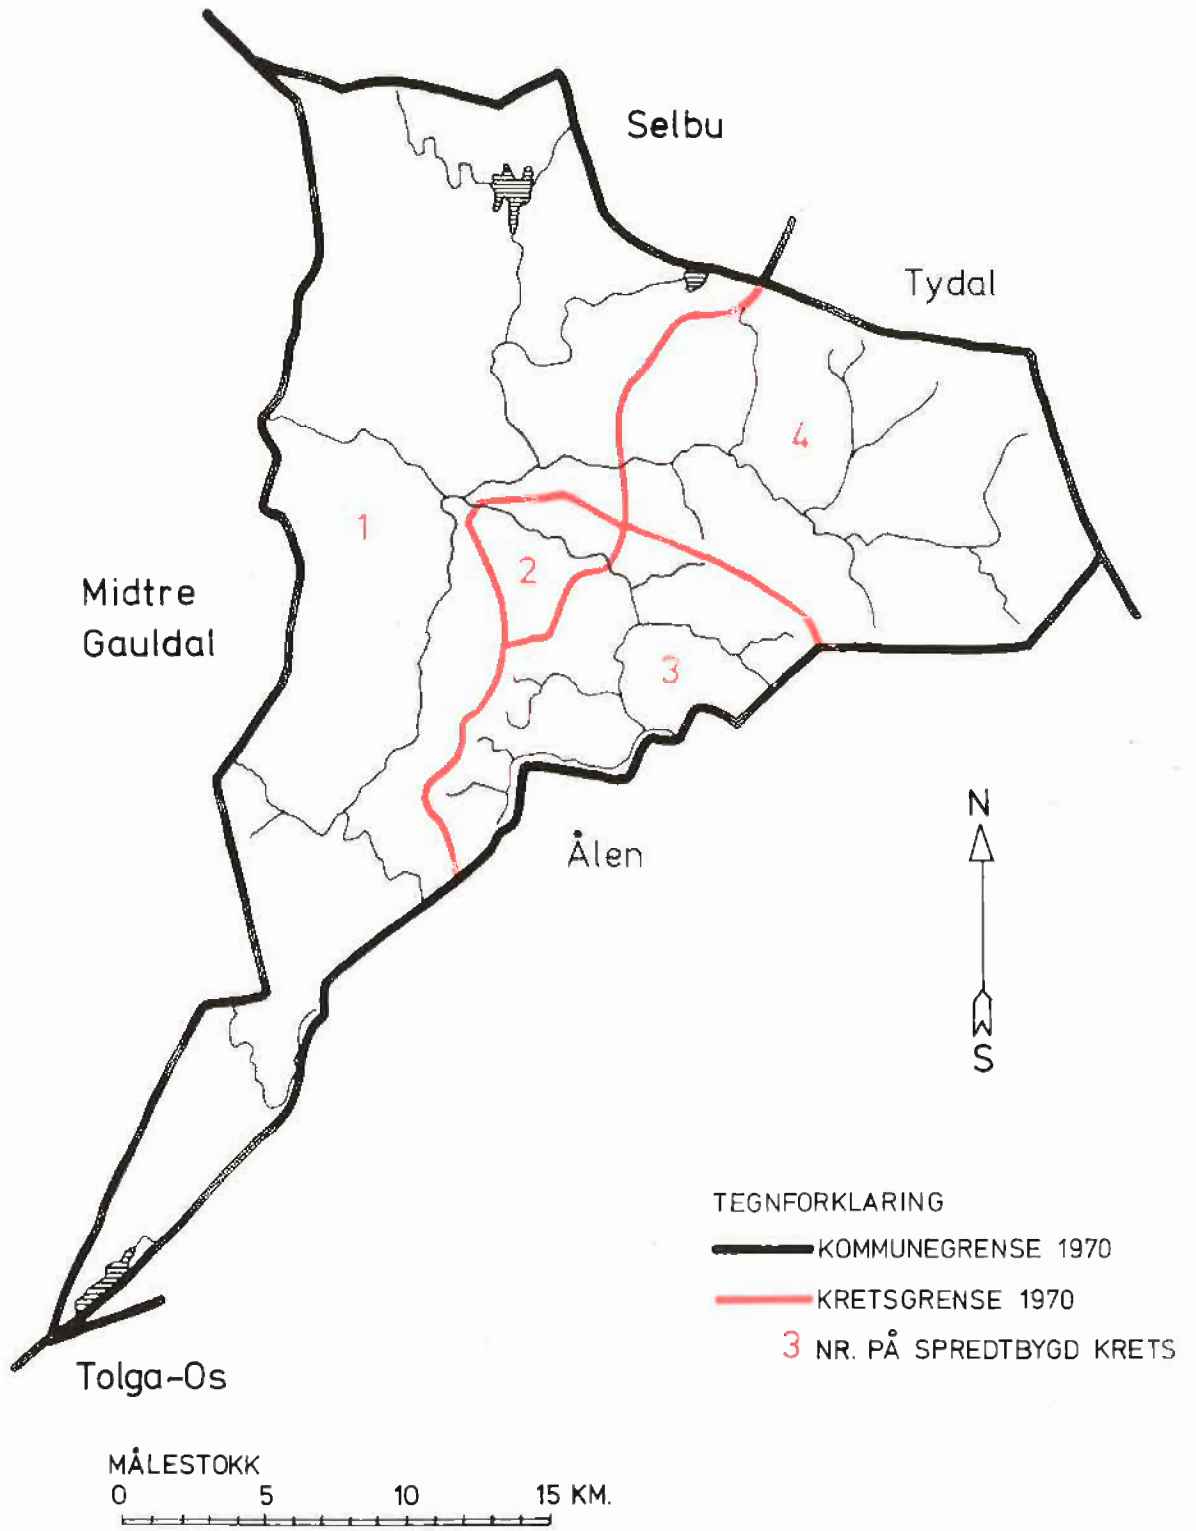 Selbu
Tydal
4
1
2
Midtre
Gauldal
3
N
Ålen
S
TEGNFORKLARING
KOMMUNEGRENSE 1970
KRETSGRENSE 1970
3 NR. PÅ SPREDTBYGD KRETS
Tolga-Os
MÅLESTOKK
0 5 10 15 KM.